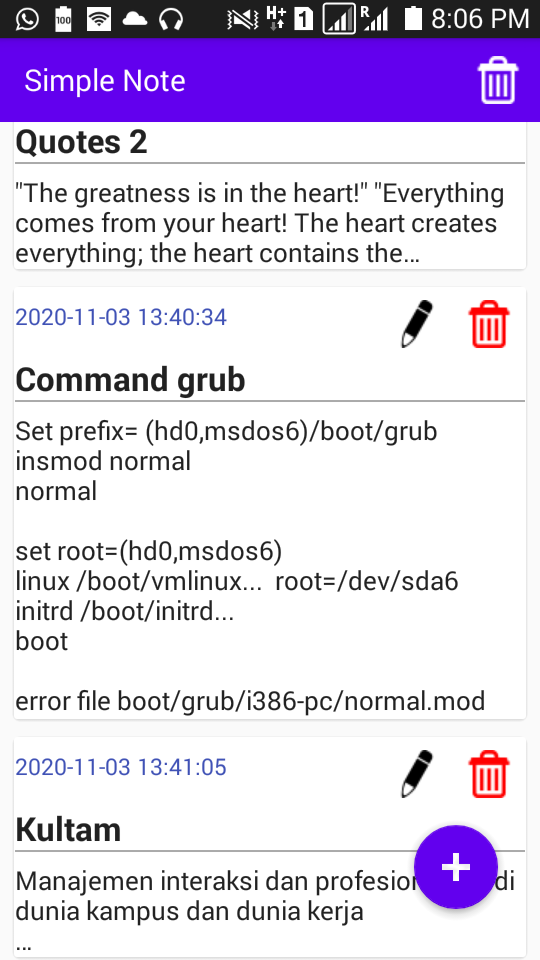 100
H+
1
R
8:06 PM
Simple Note
Quotes 2
"The greatness is in the heart!" "Everything
comes from your heart! The heart creates
everything; the heart contains the...
2020-11-03 13:40:34
Command grub
Set prefix= (hd0,msdos6)/boot/grub
insmod normal
normal
set root=(hd0,msdos6)
linux /boot/vmlinux...  root=/dev/sda6
initrd /boot/initrd...
boot
error file boot/grub/i386-pc/normal.mod
2020-11-03 13:41:05
Kultam
Manajemen interaksi dan di
dunia kampus dan dunia kerja
...